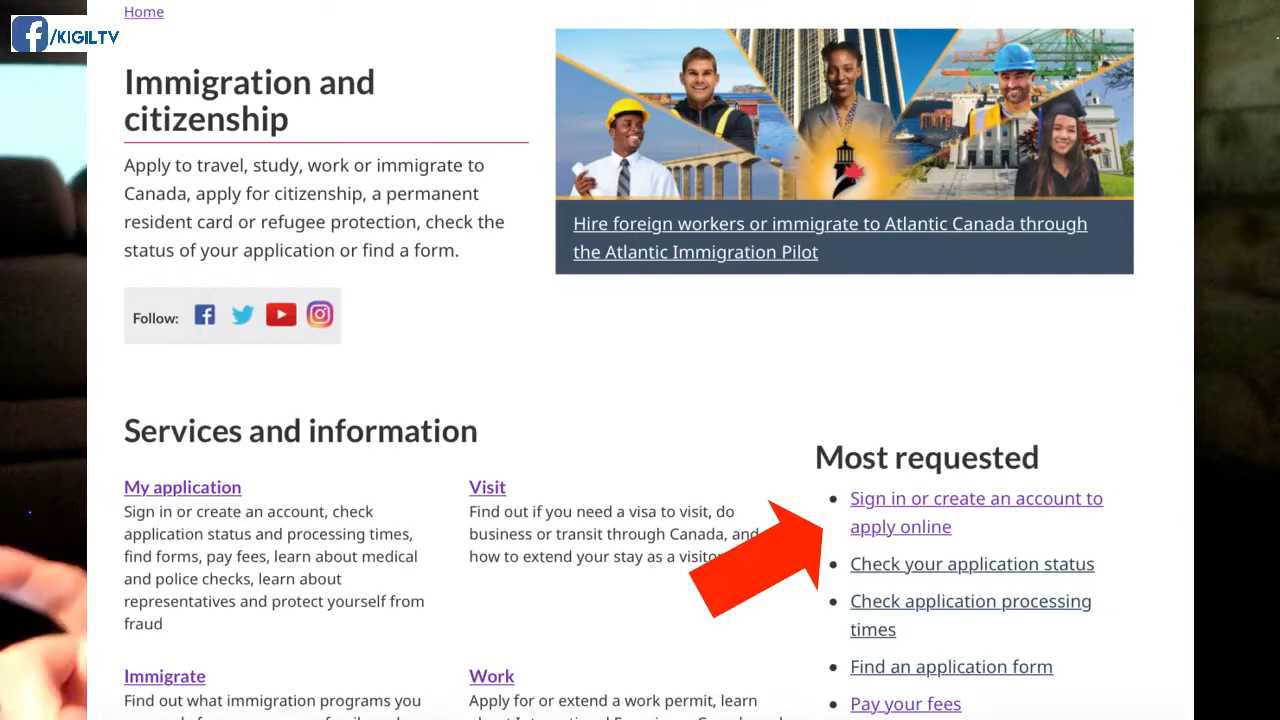 Home
/KIGILTV
Immigration and
citizenship
Apply to travel, study, work or immigrate to
Canada, apply for citizenship, a permanent
resident card or refugee protection, check the
status of your application or find a form.
Hire foreign workers or immigrate to Atlantic Canada through
the Atlantic Immigration Pilot
Follow:
Services and information
My application
Sign in or create an account, check
application status and processing times,
find forms, pay fees, learn about medical
and police checks, learn about
representatives and protect yourself from
fraud
Visit
Find out if you need a visa to visit, do
business or transit through Canada, and
how to extend your stay as a visitor
Immigrate
Find out what immigration programs you
Work
Apply for or extend a work permit, learn
Most requested
Sign in or create an account to
apply online
Check your application status
Check application processing
times
Find an application form
Pay your fees